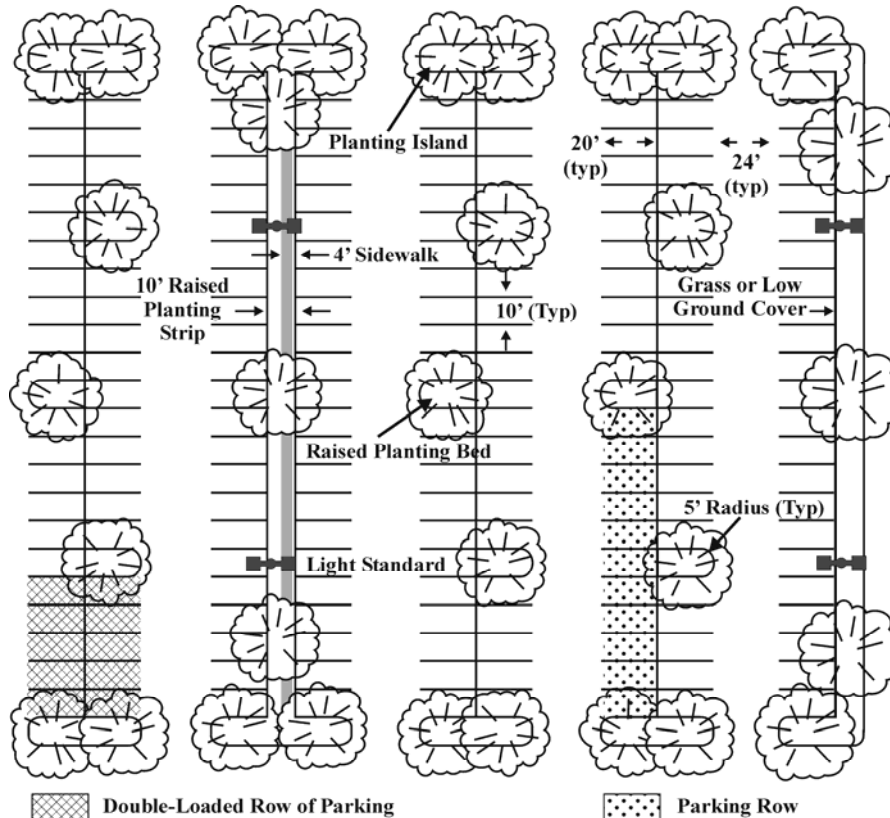 Planting Island
20’
(typ)
24’
(typ)
4’ Sidewalk
10’ Raised
Planting
Strip
10’ (Typ)
Grass or Low
Ground Cover
Raised Planting Bed
5’ Radius (Typ)
Light Standard
Double-Loaded Row of Parking
Parking Row